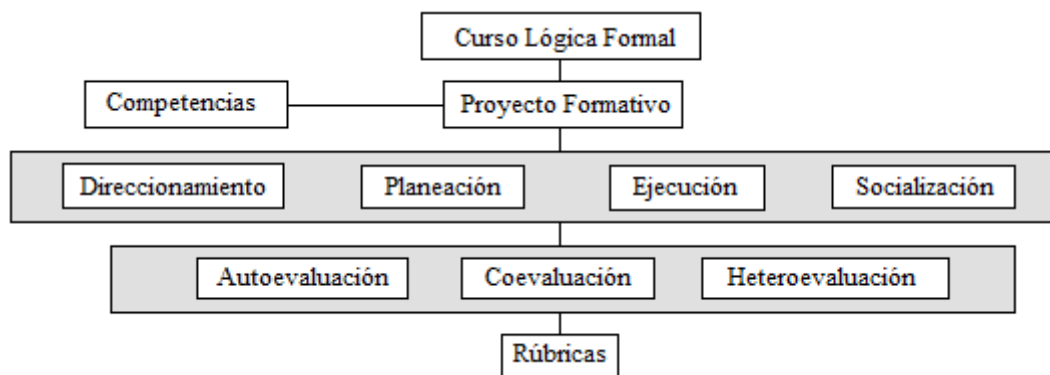 Curso Lógica Formal
Competencias
Proyecto Formativo
Direccionamiento
Planeación
Ejecución
Socialización
Autoevaluación
Coevaluación
Heteroevaluación
Rúbricas